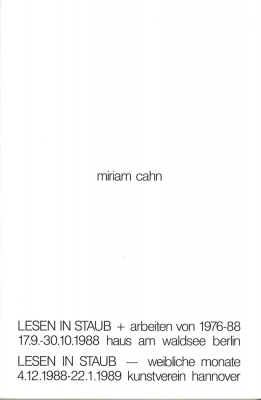 miriam cahn
LESEN IN STAUB + arbeiten von 1976-88
17.9.-30.10.1988 haus am waldsee berlin
LESEN IN STAUB — weibliche monate
4.12.1988-22.1.1989 kunstverein hannover